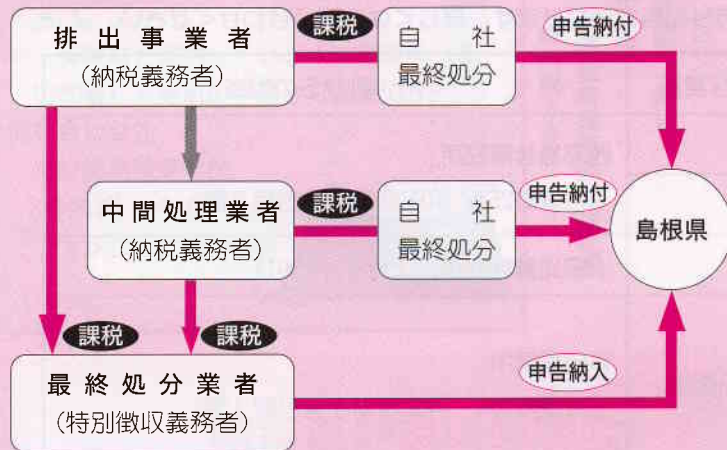 排出事業者
(納税義務者)
課税
自社
最終処分
申告納付
中間処理業者
(納税義務者)
課税
自社
最終処分
申告納付
島根県
課税
課税
最終処分業者
(特別徴収義務者)
申告納入